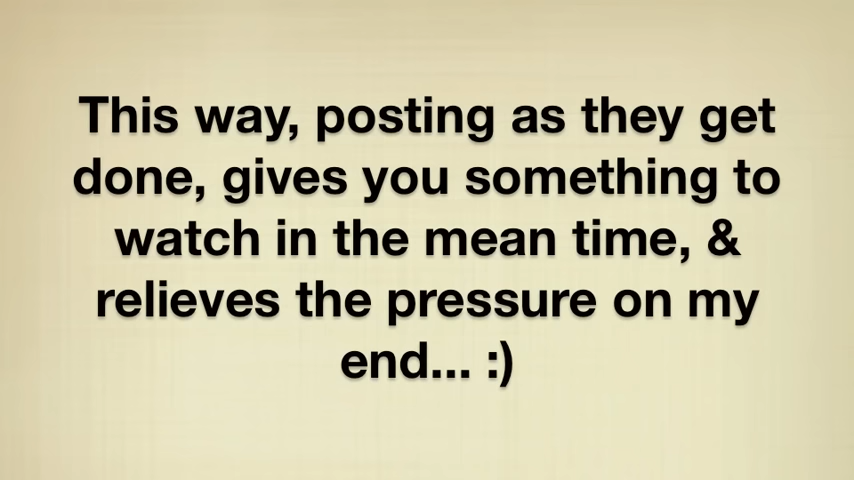 This way, posting as they get
done, gives you something to
watch in the mean time, &
relieves the pressure on my
end... :)